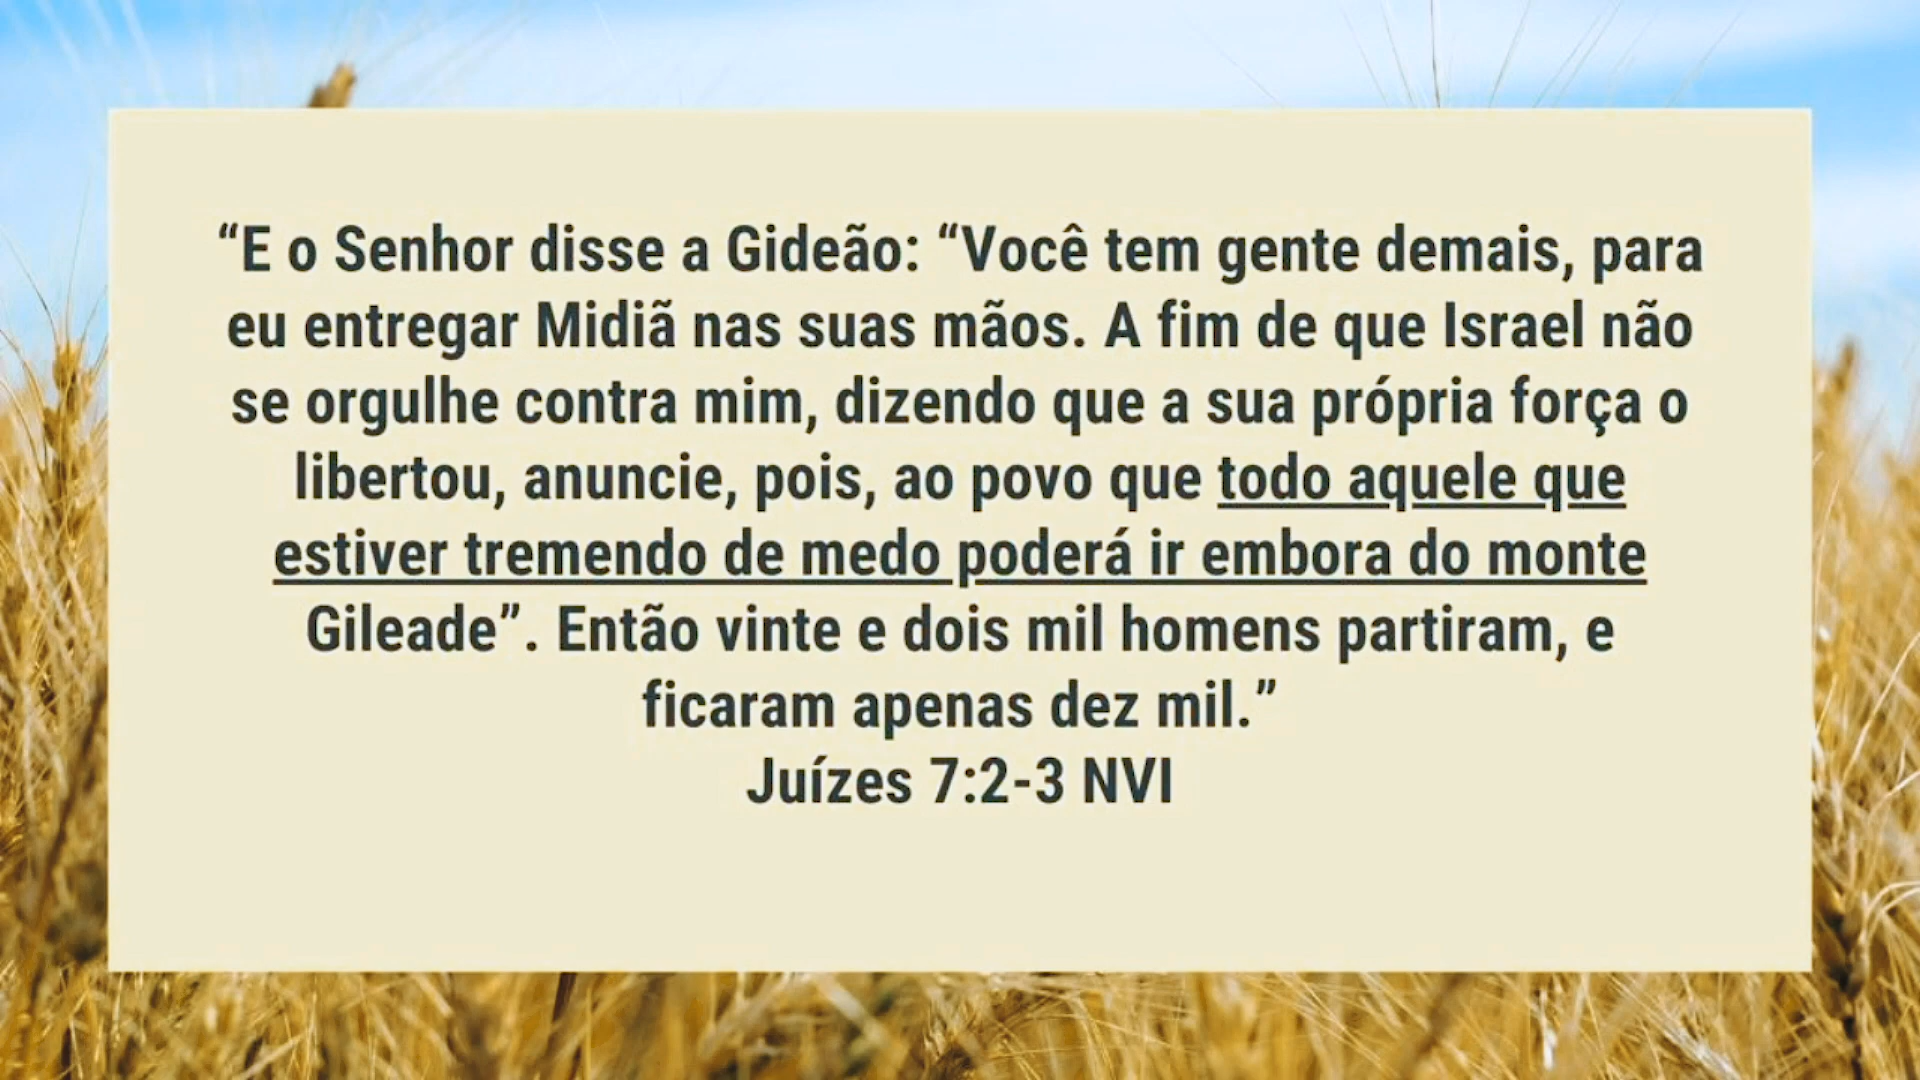 “E o Senhor disse a Gideão: “Você tem gente demais, para
eu entregar Midiã nas suas mãos. A fim de que Israel não
se orgulhe contra mim, dizendo que a sua própria força o
libertou, anuncie, pois, ao povo que todo aquele que
estiver tremendo de medo poderá ir embora do monte
Gileade”. Então vinte e dois mil homens partiram, e
ficaram apenas dez mil.”
Juízes 7:2-3 NVI